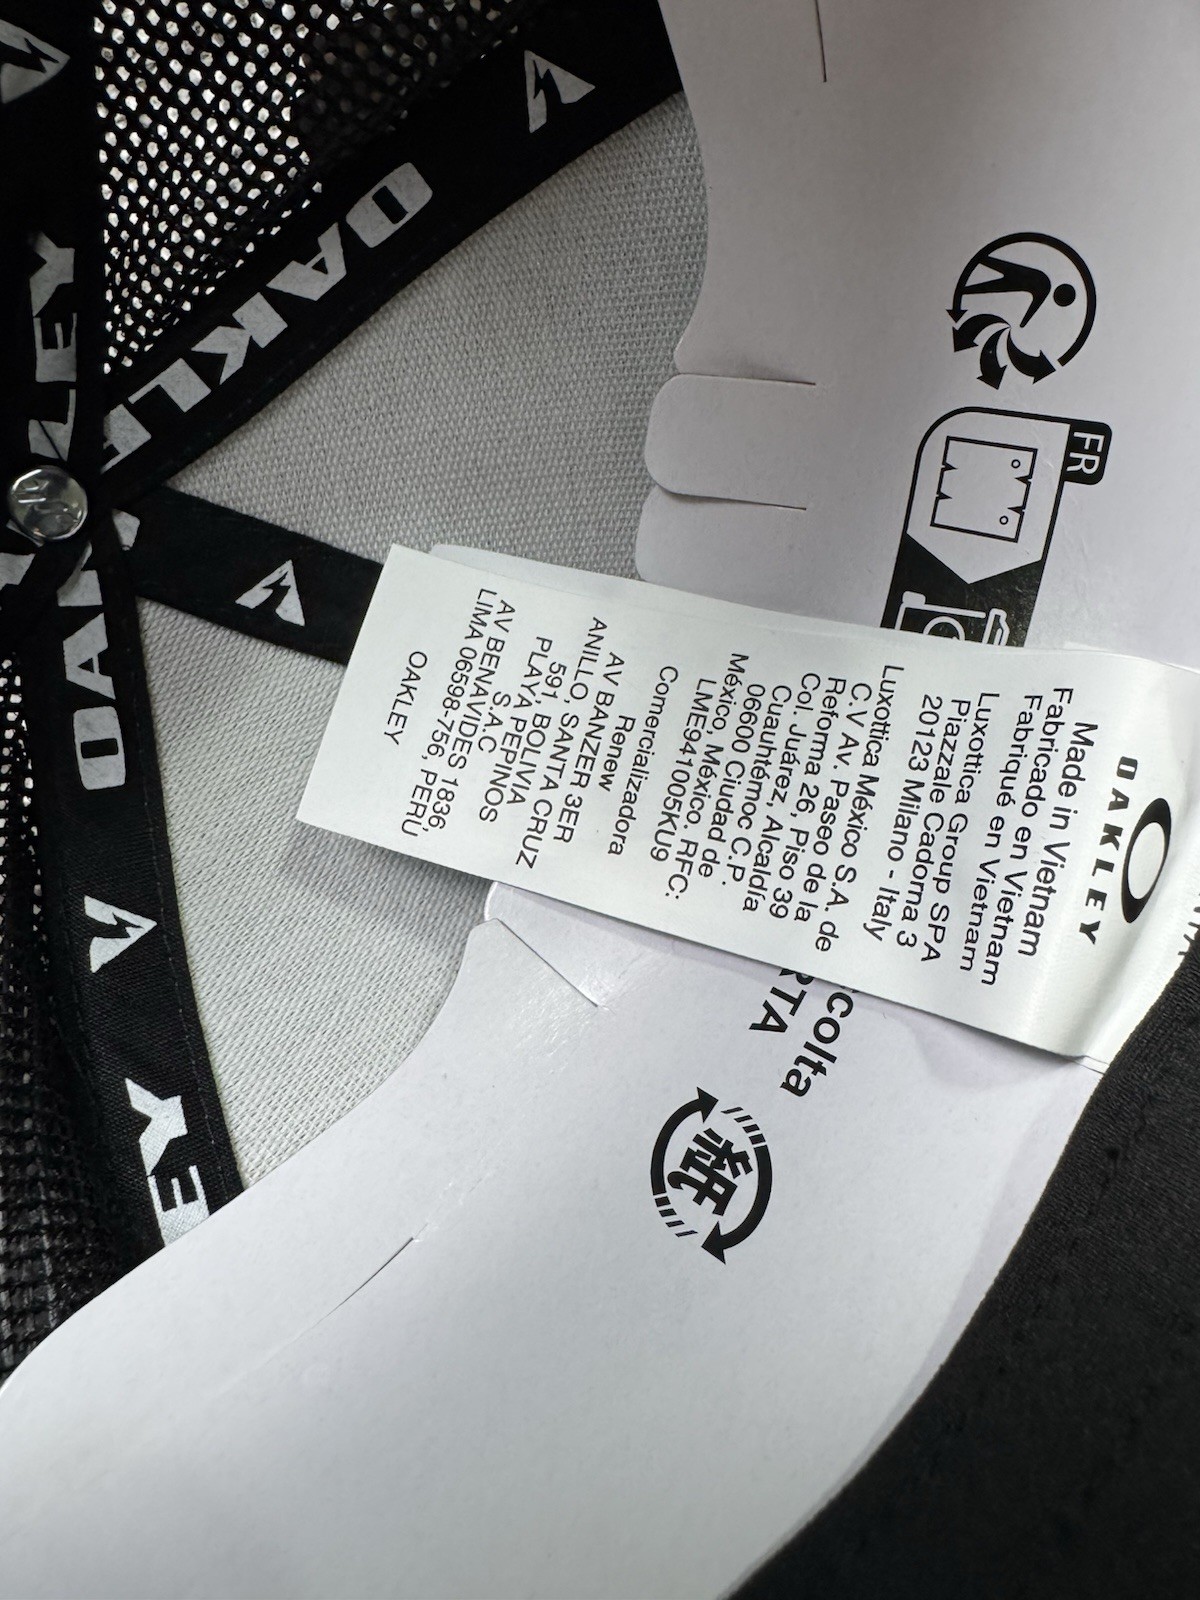 OAKLEY
Made in Vietnam
Fabricado en Vietnam
Fabriqué en Vietnam
Luxottica Group SPA
Piazzale Cadorna 3
20123 Milano - Italy
Luxottica México S.A. de
C.V Av. Paseo de la
Reforma 26, Piso 39
Col. Juárez, Alcaldía
Cuauhtémoc C.P.
06600 Ciudad de
México, México. RFC:
LME941005KU9
Comercializadora
Renew
AV BANZER 3ER
ANILLO, SANTA CRUZ
591, BOLIVIA
PLAYA PEPINOS
S.A.C
AV BENAVIDES 1836
LIMA 06598-756, PERÚ
OAKLEY
FR
colta
RTA
紙
OAKLEY
OAKLEY
EY
LEY